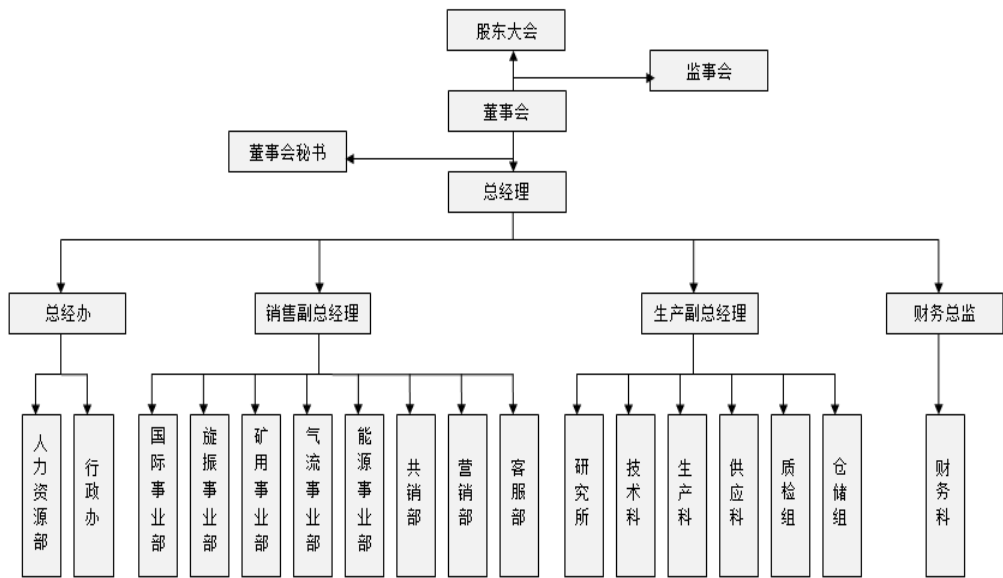 股东大会
监事会
董事会
董事会秘书
总经理
总经办
销售副总经理
生产副总经理
财务总监
人力资源部
行政办
国际事业部
旋振事业部
矿用事业部
气流事业部
能源事业部
共销部
营销部
客服部
研究所
技术科
生产科
供应科
质检组
仓储组
财务科